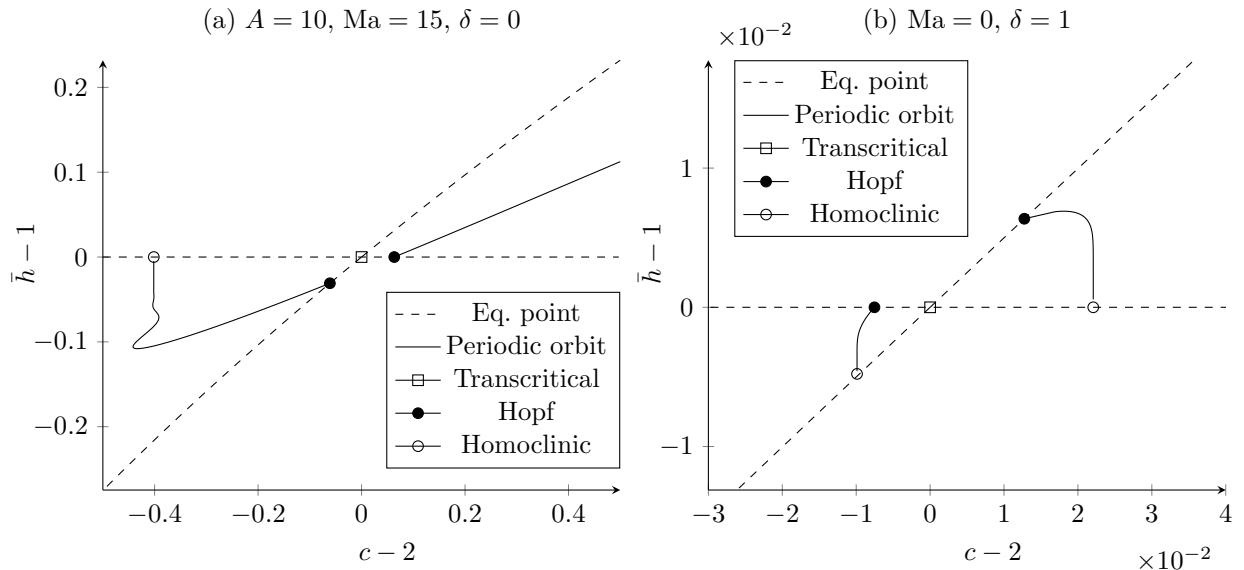 (a) A = 10, Ma = 15, δ = 0
0.2
0.1
0
−0.1
−0.2
h̄ − 1
−0.4
−0.2
0
0.2
0.4
c − 2
Eq. point
Periodic orbit
Transcritical
Hopf
Homoclinic
(b) Ma = 0, δ = 1
×10⁻²
1
0
−1
h̄ − 1
−3
−2
−1
0
1
2
3
4
c − 2
×10⁻²
Eq. point
Periodic orbit
Transcritical
Hopf
Homoclinic